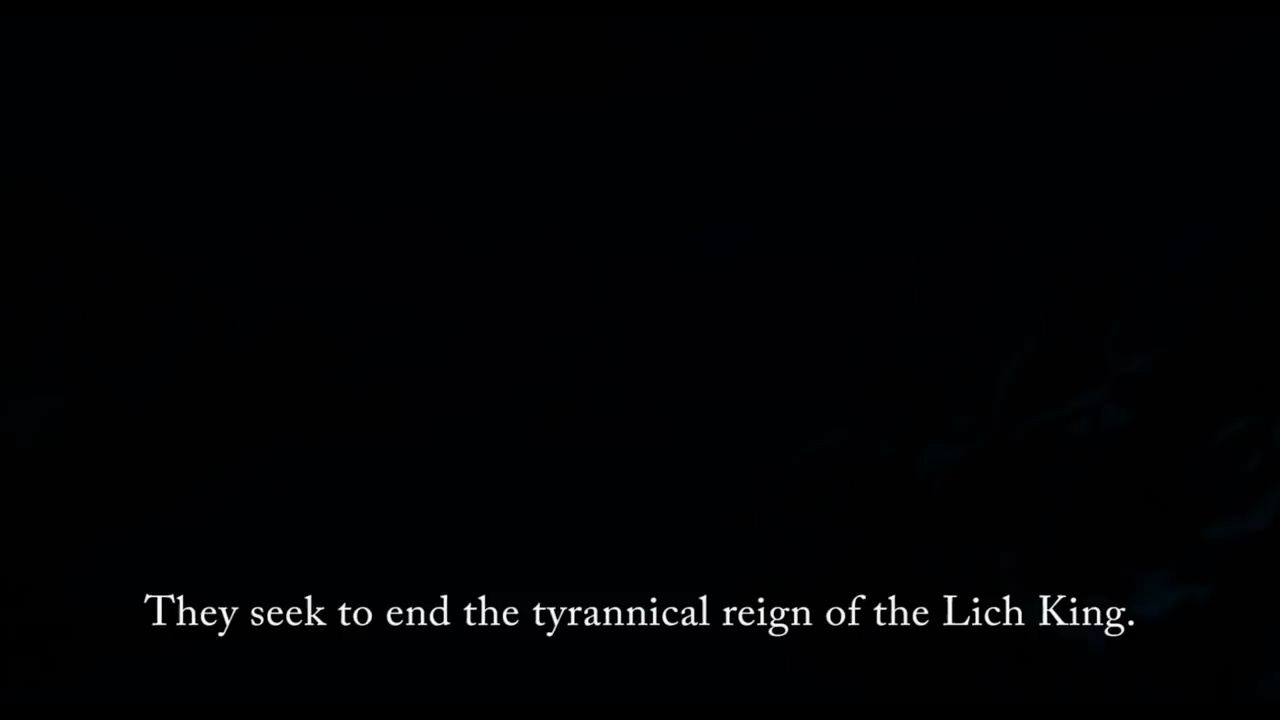 They seek to end the tyrannical reign of the Lich King.